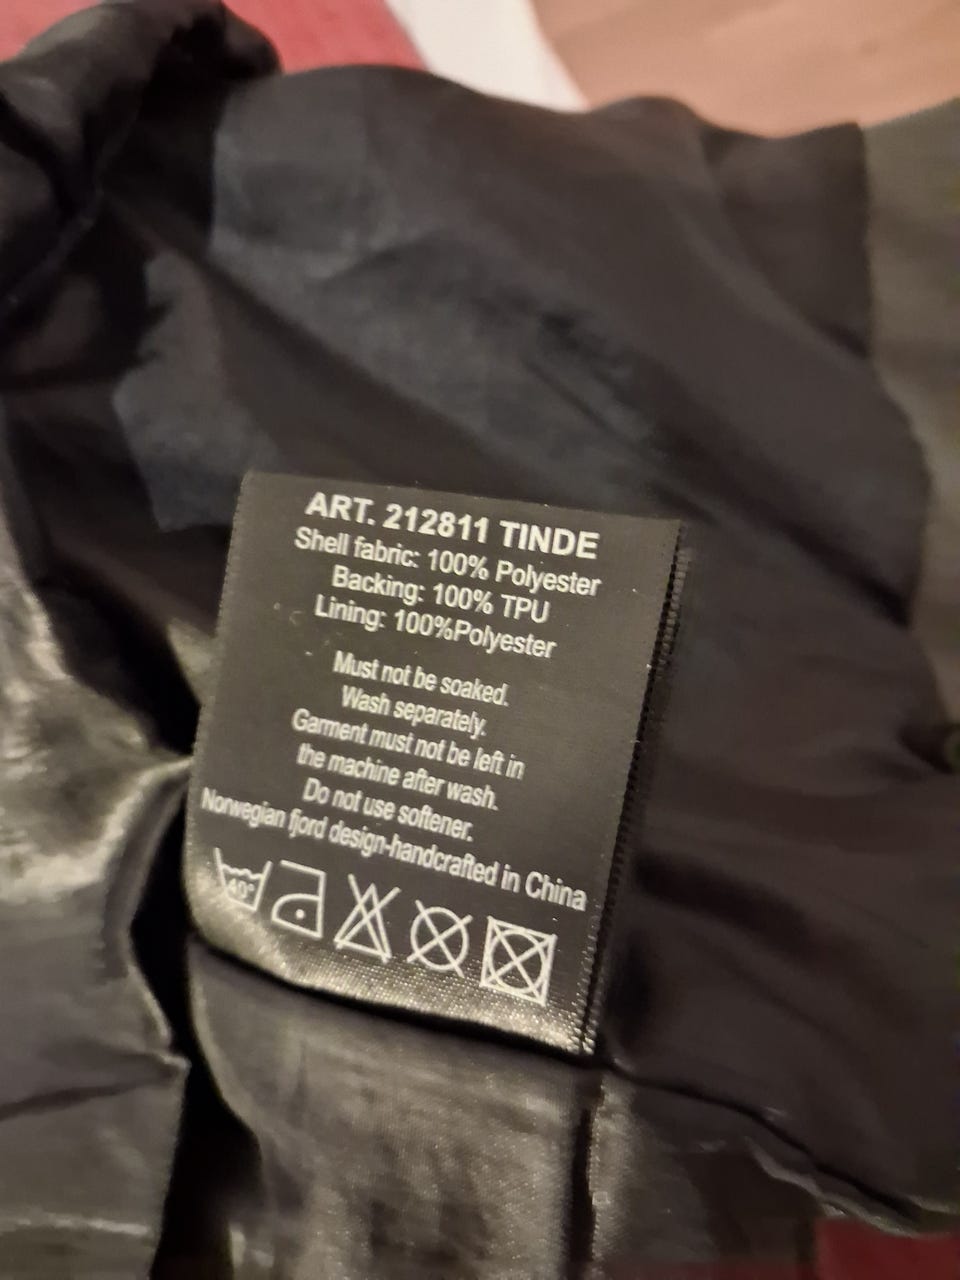 ART. 212811 TINDE
Shell fabric: 100% Polyester
Backing: 100% TPU
Lining: 100%Polyester
Must not be soaked.
Wash separately.
Garment must not be left in
the machine after wash.
Do not use softener.
Norwegian fjord design-handcrafted in China
40°